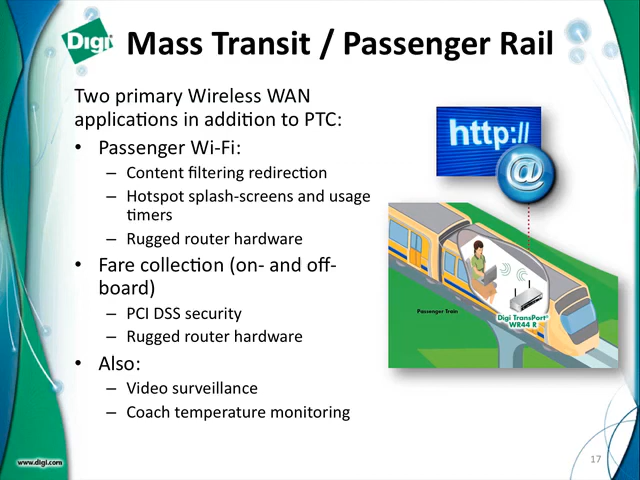 Digi
Mass Transit / Passenger Rail
Two primary Wireless WAN
applications in addition to PTC:
• Passenger Wi-Fi:
– Content filtering redirection
– Hotspot splash-screens and usage
timers
– Rugged router hardware
• Fare collection (on- and off-
board)
– PCI DSS security
– Rugged router hardware
• Also:
– Video surveillance
– Coach temperature monitoring
http://
@
Passenger Train
Digi TransPort®
WR44 R
www.digi.com
17